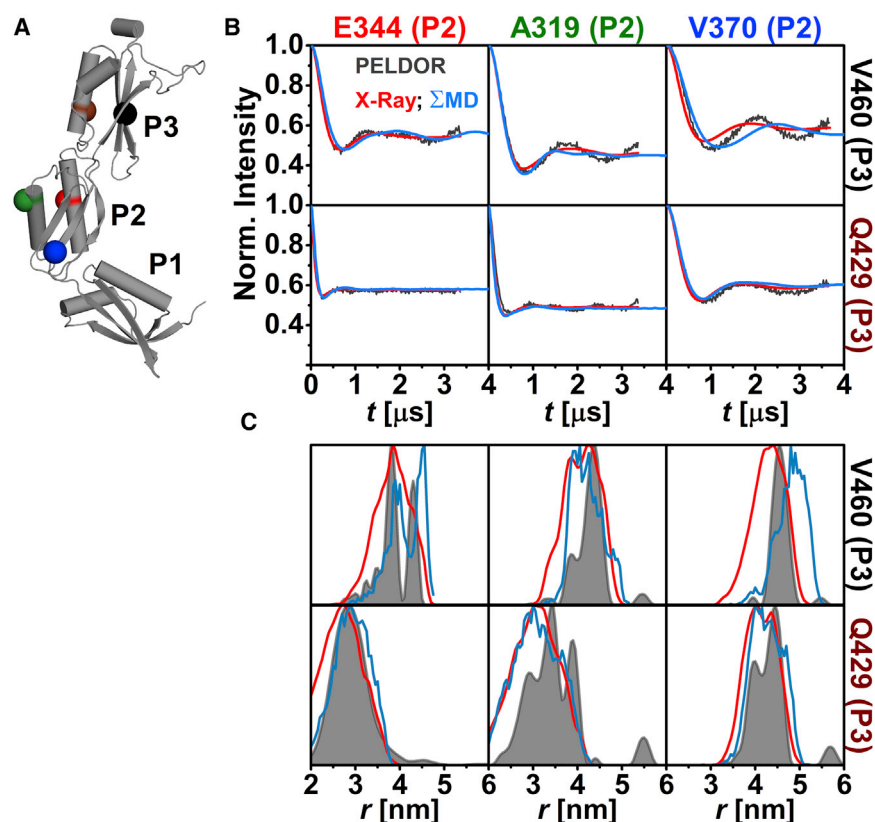 A
P3
P2
P1
B
E344 (P2)
A319 (P2)
V370 (P2)
PELDOR
X-Ray; ΣMD
Norm. Intensity
1.0
0.8
0.6
0.4
1.0
0.8
0.6
0.4
V460 (P3)
Q429 (P3)
0 1 2 3 4 1 2 3 4 1 2 3 4
t [µs] t [µs] t [µs]
C
V460 (P3)
Q429 (P3)
2 3 4 5 6 3 4 5 6 3 4 5 6
r [nm] r [nm] r [nm]